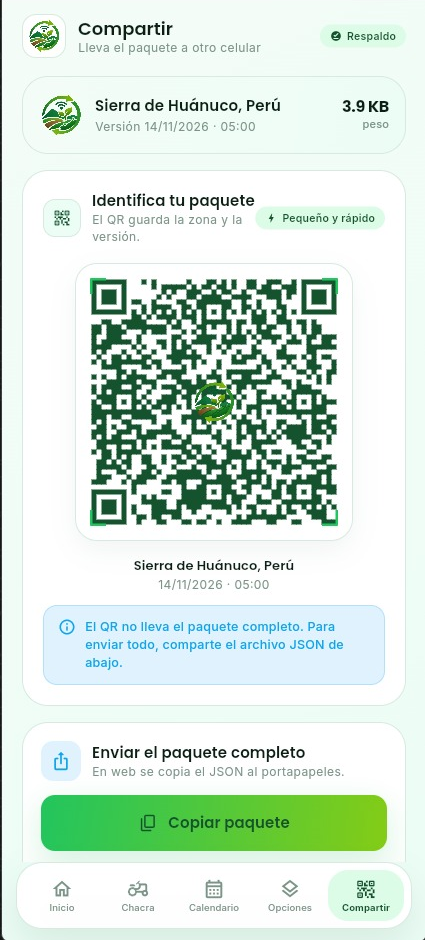 Compartir
Lleva el paquete a otro celular
Respaldo
Sierra de Huánuco, Perú
Versión 14/11/2026 · 05:00
3.9 KB
peso
Identifica tu paquete
El QR guarda la zona y la
versión.
Pequeño y rápido
Sierra de Huánuco, Perú
14/11/2026 · 05:00
El QR no lleva el paquete completo. Para
enviar todo, comparte el archivo JSON de
abajo.
Enviar el paquete completo
En web se copia el JSON al portapapeles.
Copiar paquete
Inicio
Chacra
Calendario
Opciones
Compartir